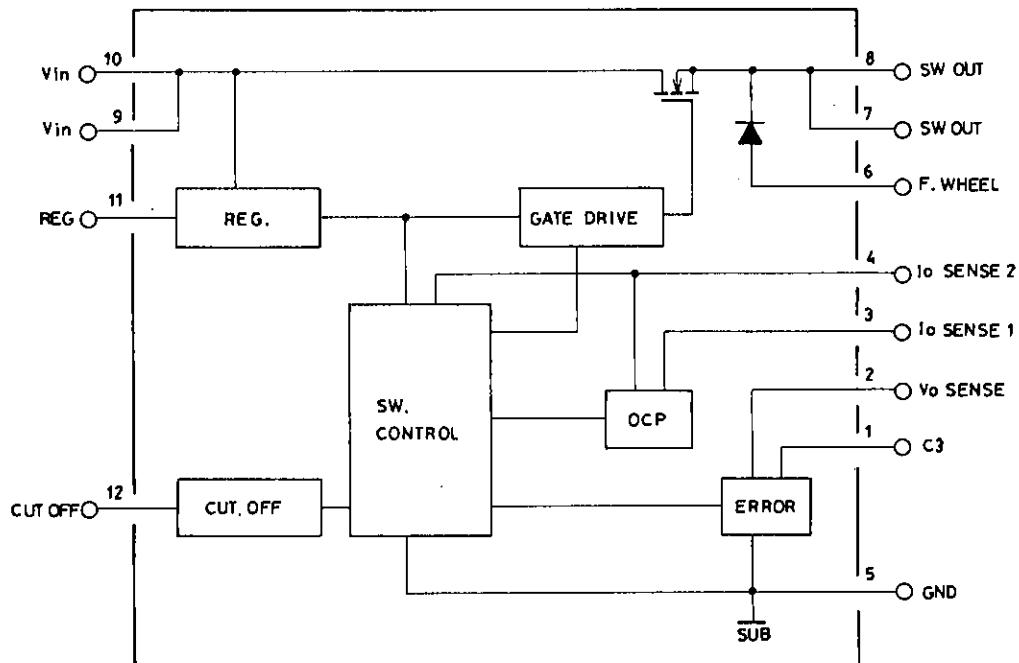 10
8
Vin
SW OUT
9
7
Vin
SW OUT
6
F. WHEEL
11
REG
REG.
GATE DRIVE
4
Io SENSE 2
3
Io SENSE 1
2
Vo SENSE
SW.
CONTROL
OCP
1
C3
12
CUT OFF
CUT. OFF
ERROR
5
GND
SUB